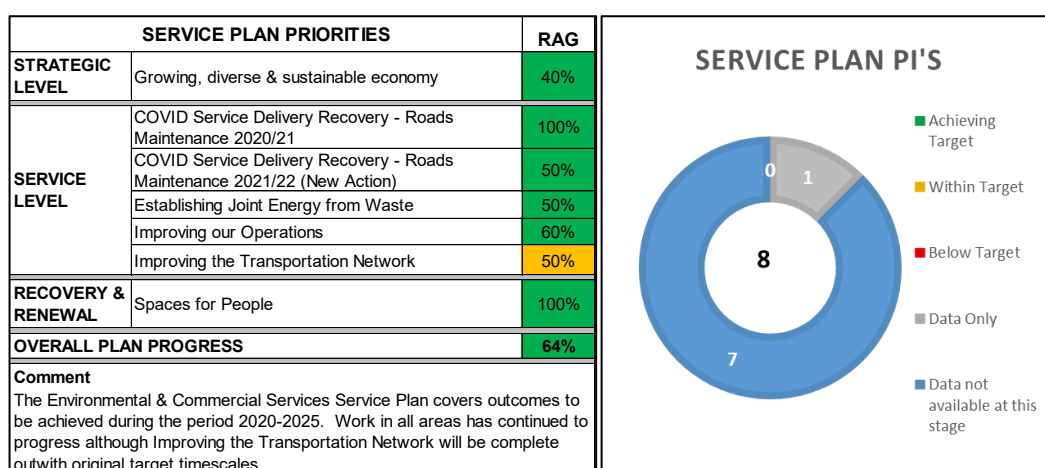 SERVICE PLAN PRIORITIES RAG
STRATEGIC LEVEL Growing, diverse & sustainable economy 40%
SERVICE LEVEL
COVID Service Delivery Recovery - Roads
Maintenance 2020/21 100%
COVID Service Delivery Recovery - Roads
Maintenance 2021/22 (New Action) 50%
Establishing Joint Energy from Waste 50%
Improving our Operations 60%
Improving the Transportation Network 50%
RECOVERY & RENEWAL Spaces for People 100%
OVERALL PLAN PROGRESS 64%
Comment
The Environmental & Commercial Services Service Plan covers outcomes to
be achieved during the period 2020-2025. Work in all areas has continued to
progress although Improving the Transportation Network will be complete
outwith original target timescales
SERVICE PLAN PI'S
0
1
8
7
Achieving
Target
Within Target
Below Target
Data Only
Data not
available at this
stage